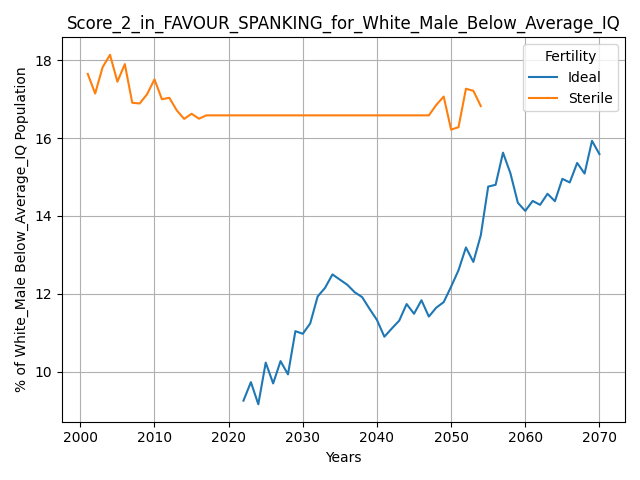 Score_2_in_FAVOUR_SPANKING_for_White_Male_Below_Average_IQ
% of White_Male Below_Average_IQ Population
18
16
14
12
10
Fertility
Ideal
Sterile
2000 2010 2020 2030 2040 2050 2060 2070
Years